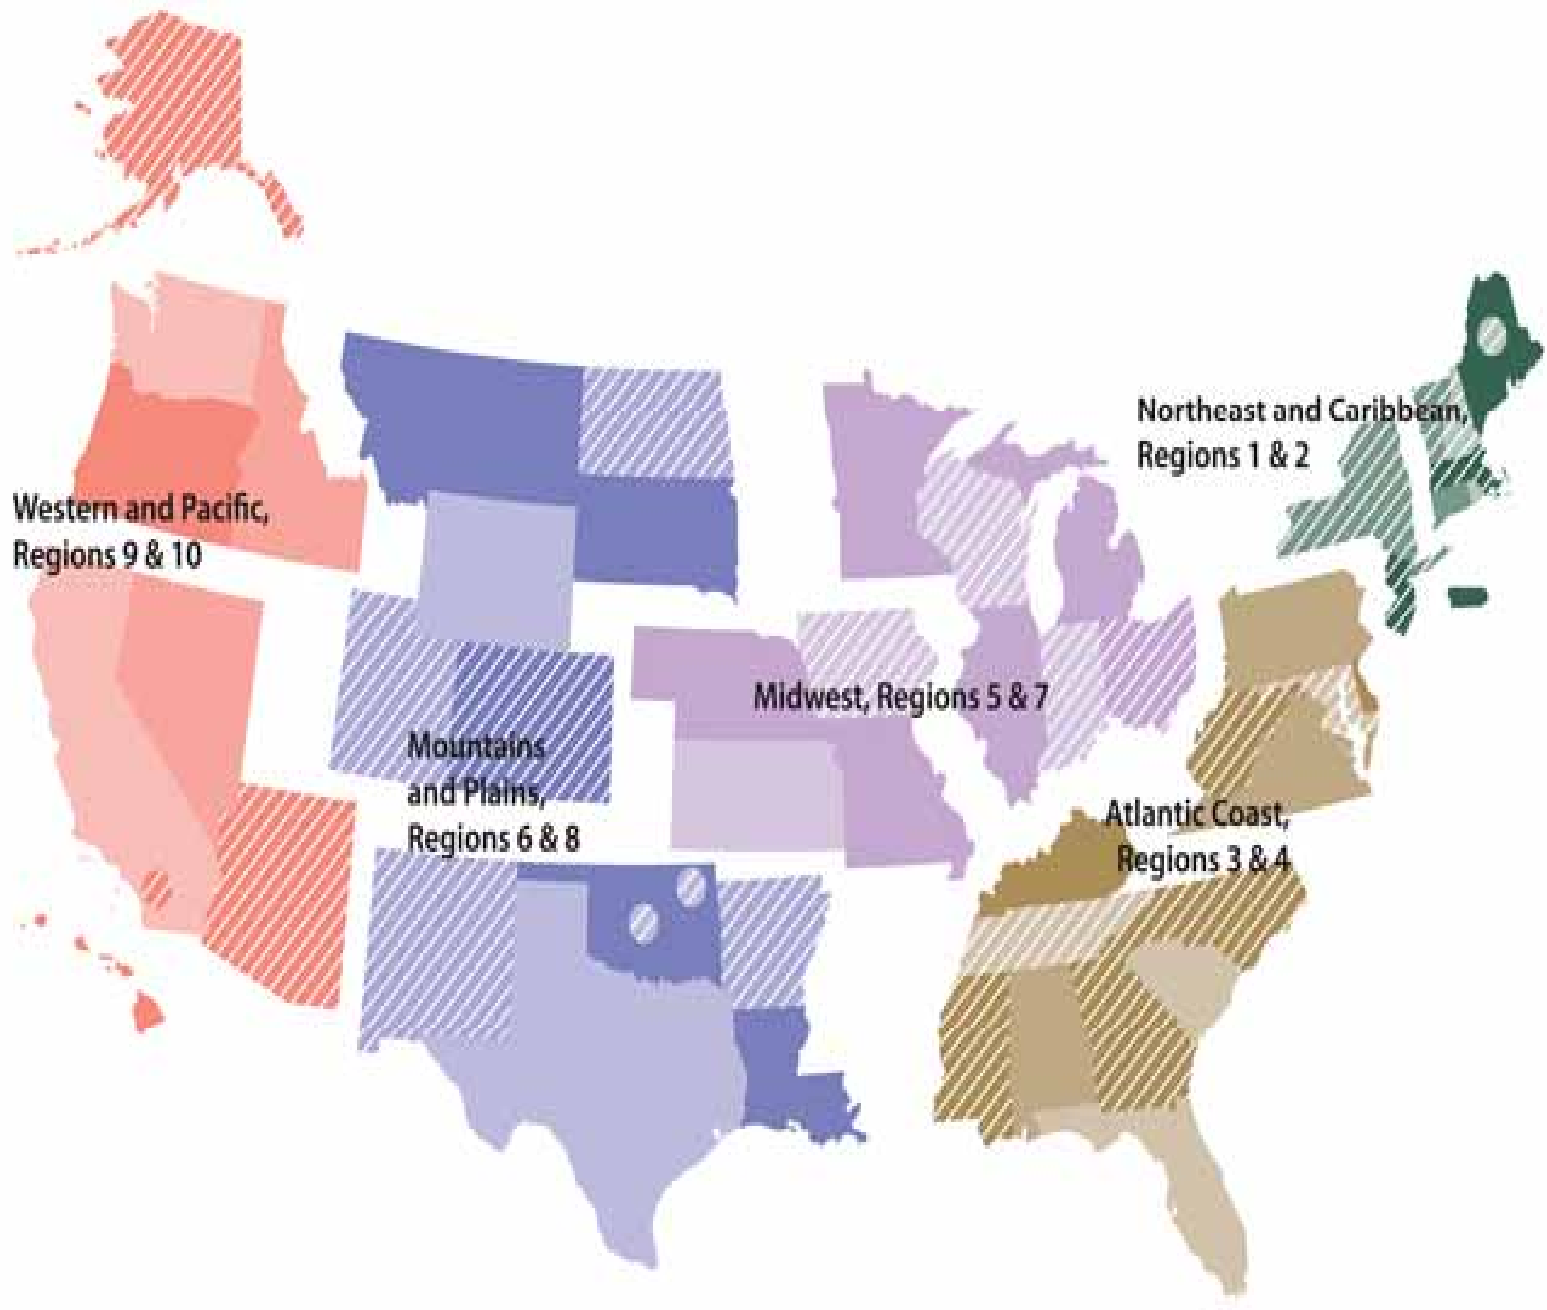 Northeast and Caribbean,
Regions 1 & 2
Western and Pacific,
Regions 9 & 10
Midwest, Regions 5 & 7
Mountains
and Plains,
Regions 6 & 8
Atlantic Coast,
Regions 3 & 4